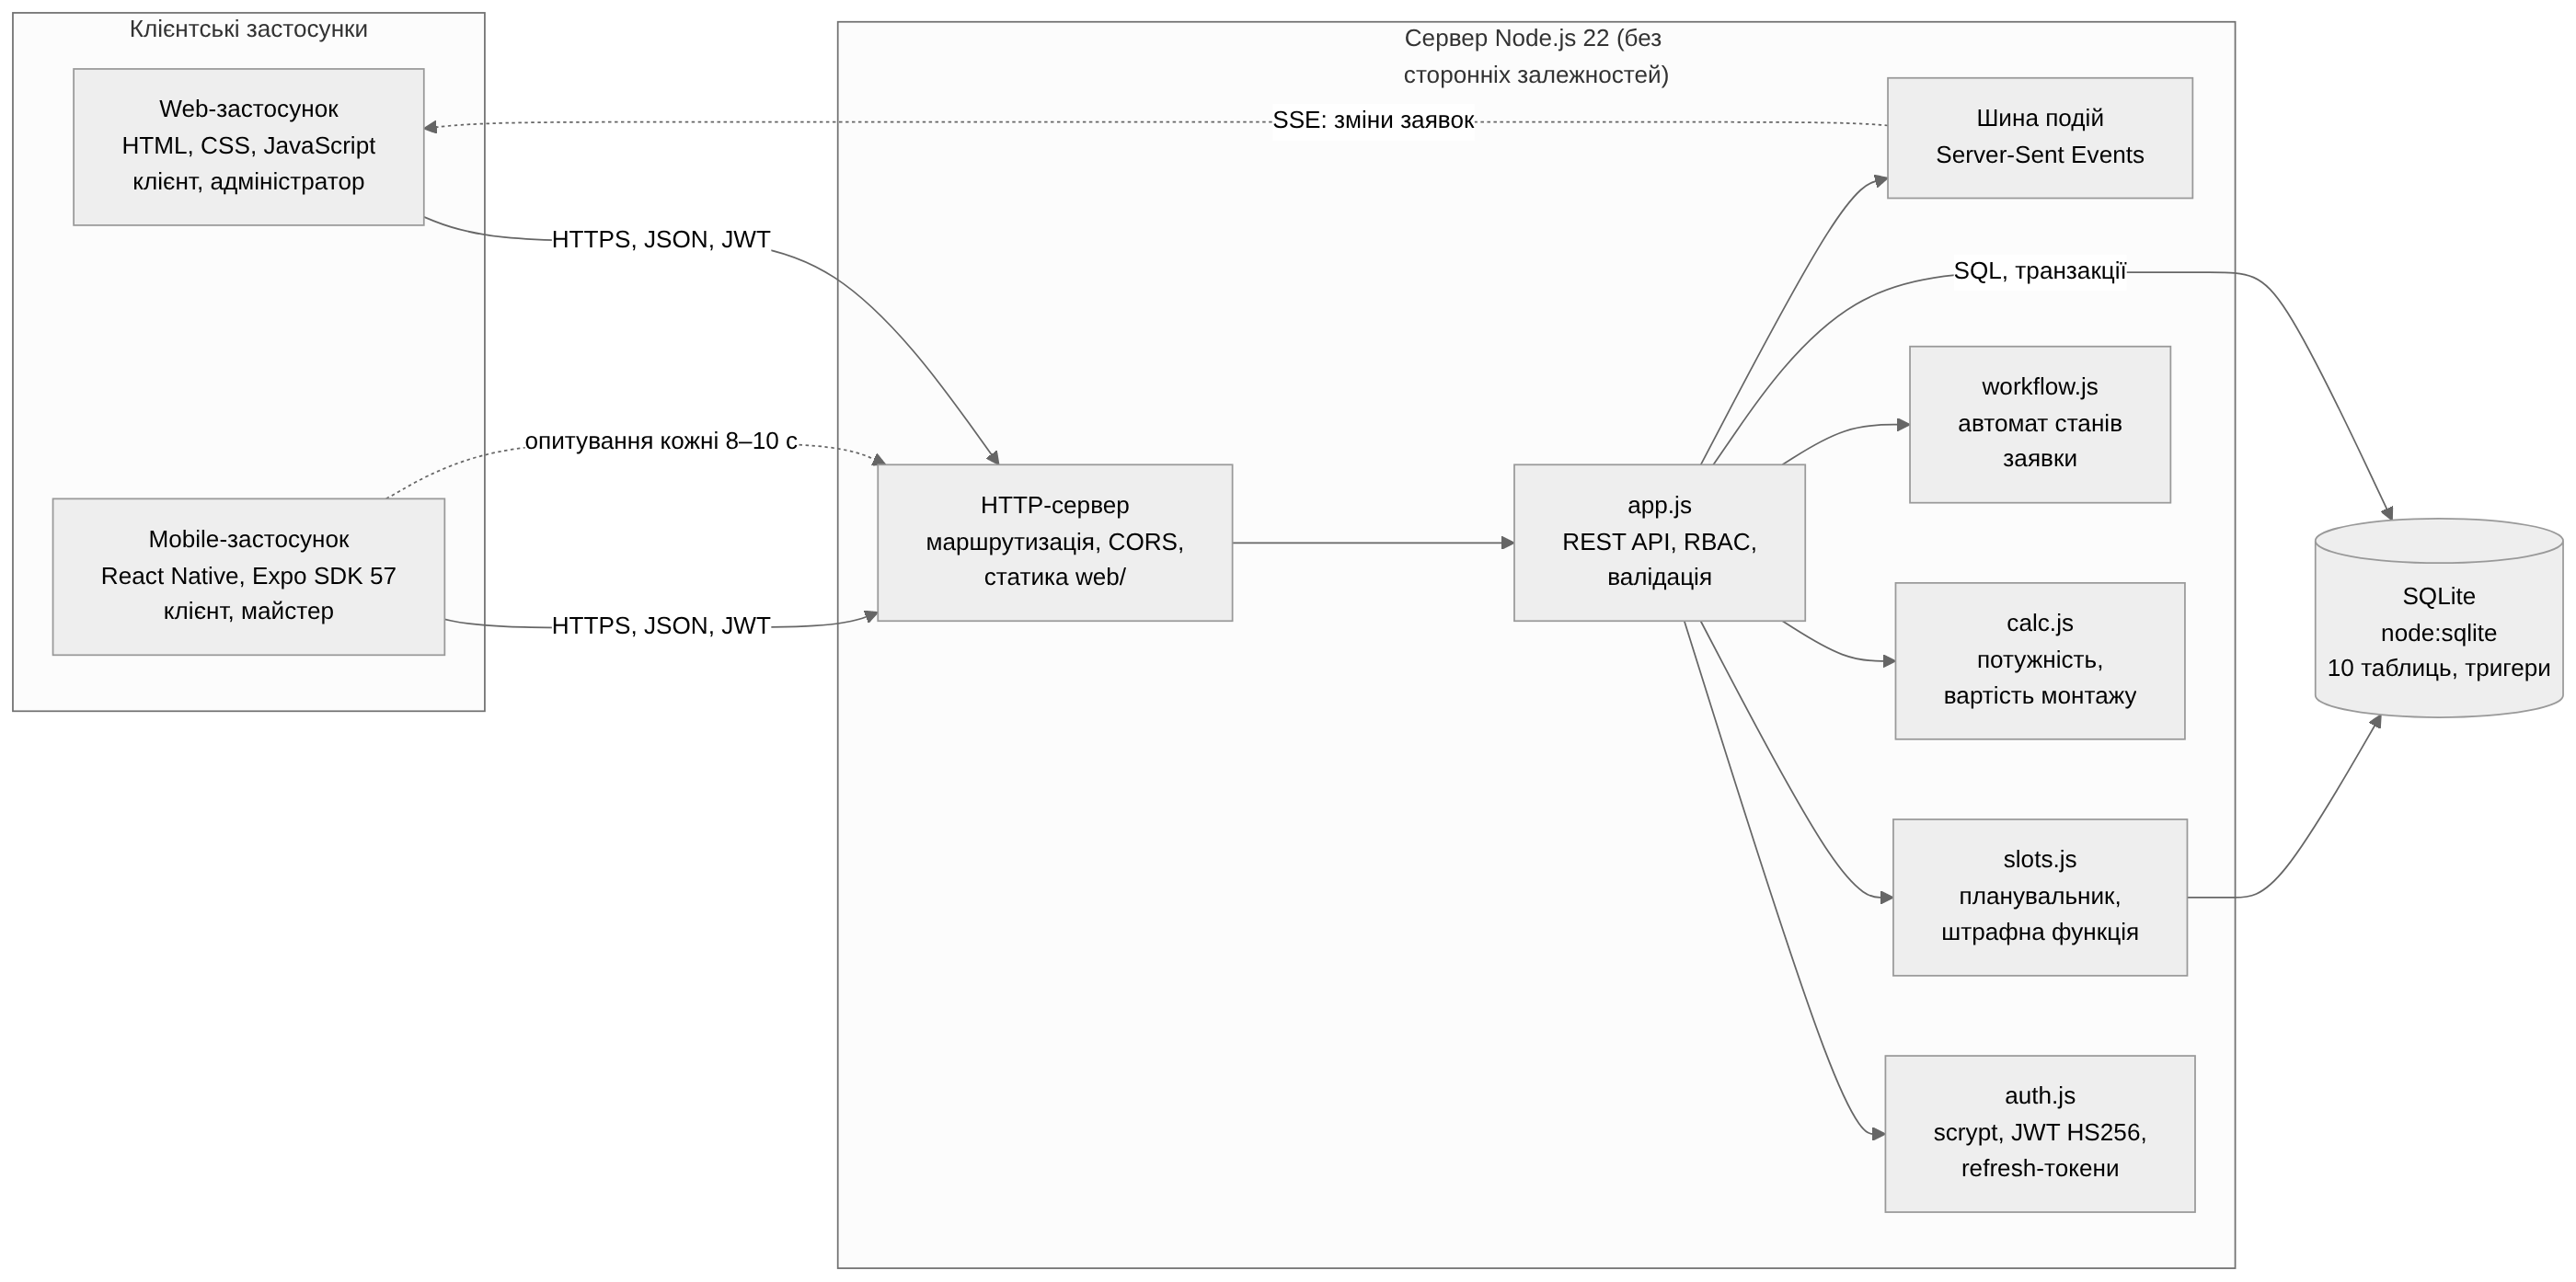 Клієнтські застосунки
Web-застосунок
HTML, CSS, JavaScript
клієнт, адміністратор
Mobile-застосунок
React Native, Expo SDK 57
клієнт, майстер
HTTPS, JSON, JWT
опитування кожні 8–10 с
HTTPS, JSON, JWT
Сервер Node.js 22 (без
сторонніх залежностей)
SSE: зміни заявок
HTTP-сервер
маршрутизація, CORS,
статика web/
app.js
REST API, RBAC,
валідація
Шина подій
Server-Sent Events
SQL, транзакції
workflow.js
автомат станів
заявки
calc.js
потужність,
вартість монтажу
slots.js
планувальник,
штрафна функція
auth.js
scrypt, JWT HS256,
refresh-токени
SQLite
node:sqlite
10 таблиць, тригери